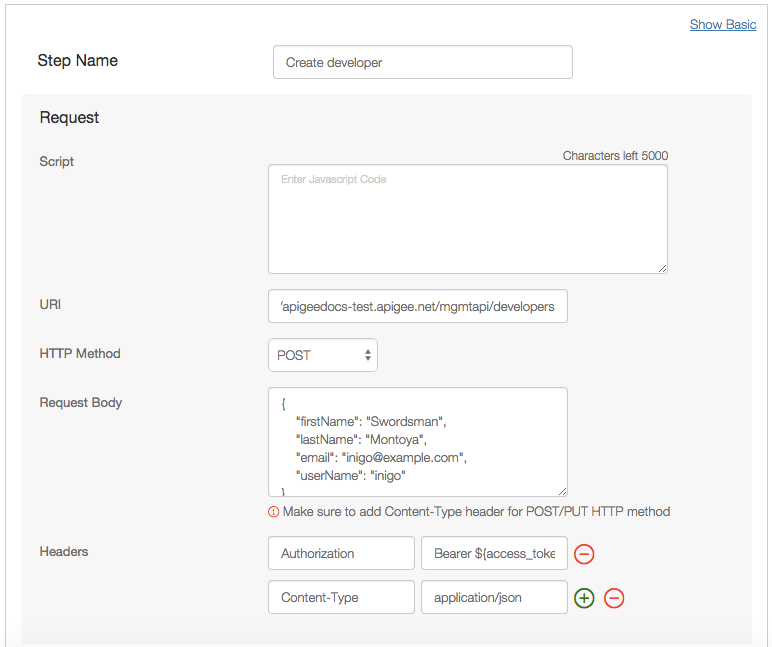 Show Basic
Step Name
Create developer
Request
Script
Characters left 5000
Enter Javascript Code
URI
/apigeedocs-test.apigee.net/mgmtapi/developers
HTTP Method
POST
Request Body
{
"firstName": "Swordsman",
"lastName": "Montoya",
"email": "inigo@example.com",
"userName": "inigo"
}
Make sure to add Content-Type header for POST/PUT HTTP method
Headers
Authorization
Bearer ${access_toke
Content-Type
application/json